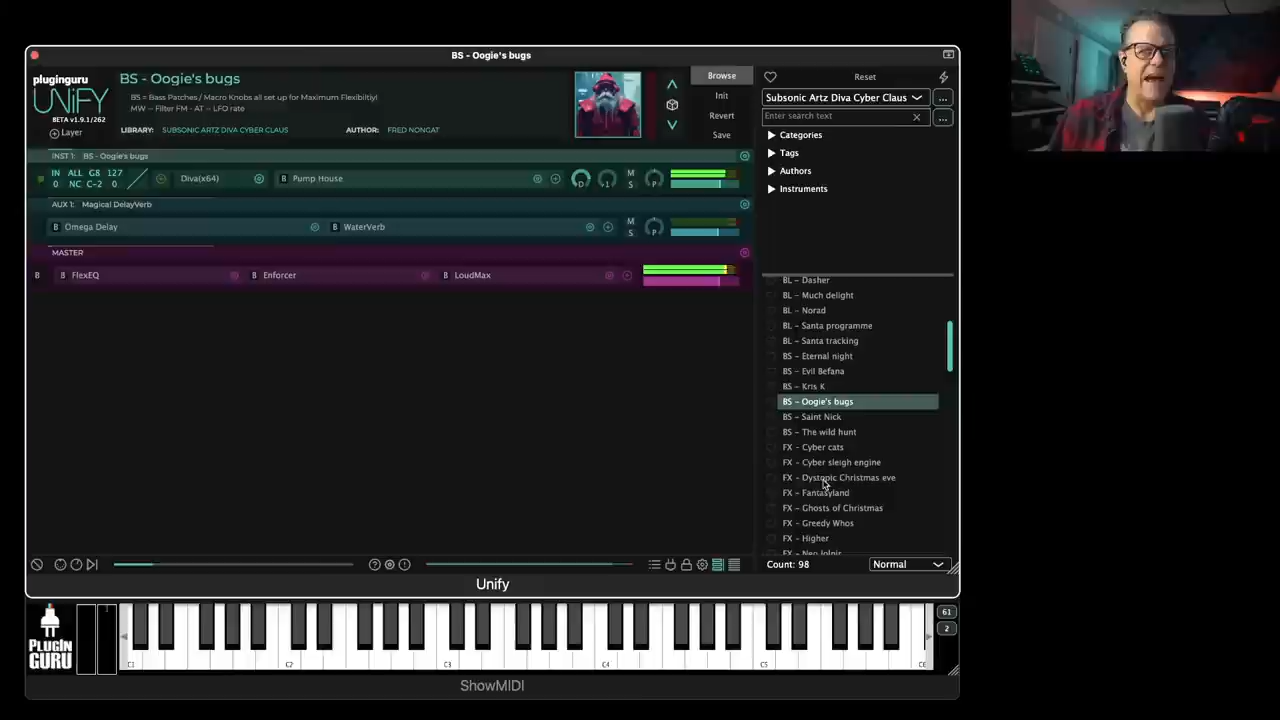 BS - Oogie's bugs
pluginguru
UNIFY
BETA v1.9.1/262
Layer
BS - Oogie's bugs
BS = Bass Patches / Macro Knobs all set up for Maximum Flexibiltiy!
MW -- Filter FM - AT -- LFO rate
LIBRARY: SUBSONIC ARTZ DIVA CYBER CLAUS AUTHOR: FRED NONGAT
Browse
Init
Revert
Save
Reset
Subsonic Artz Diva Cyber Claus
...
Enter search text
...
Categories
Tags
Authors
Instruments
INST 1: BS - Oogie's bugs
IN ALL G8 127
0 NC C-2 0
Diva(x64)
B Pump House
D
1
M
S
P
AUX 1: Magical DelayVerb
B Omega Delay
B WaterVerb
M
S
P
MASTER
B
B FlexEQ
B Enforcer
B LoudMax
BL - Dasher
BL - Much delight
BL - Norad
BL - Santa programme
BL - Santa tracking
BS - Eternal night
BS - Evil Befana
BS - Kris K
BS - Oogie's bugs
BS - Saint Nick
BS - The wild hunt
FX - Cyber cats
FX - Cyber sleigh engine
FX - Dystopic Christmas eve
FX - Fantasyland
FX - Ghosts of Christmas
FX - Greedy Whos
FX - Higher
Count: 98
Normal
Unify
PLUGIN
GURU
1
C1
C2
C3
C4
C5
C6
61
2
ShowMIDI